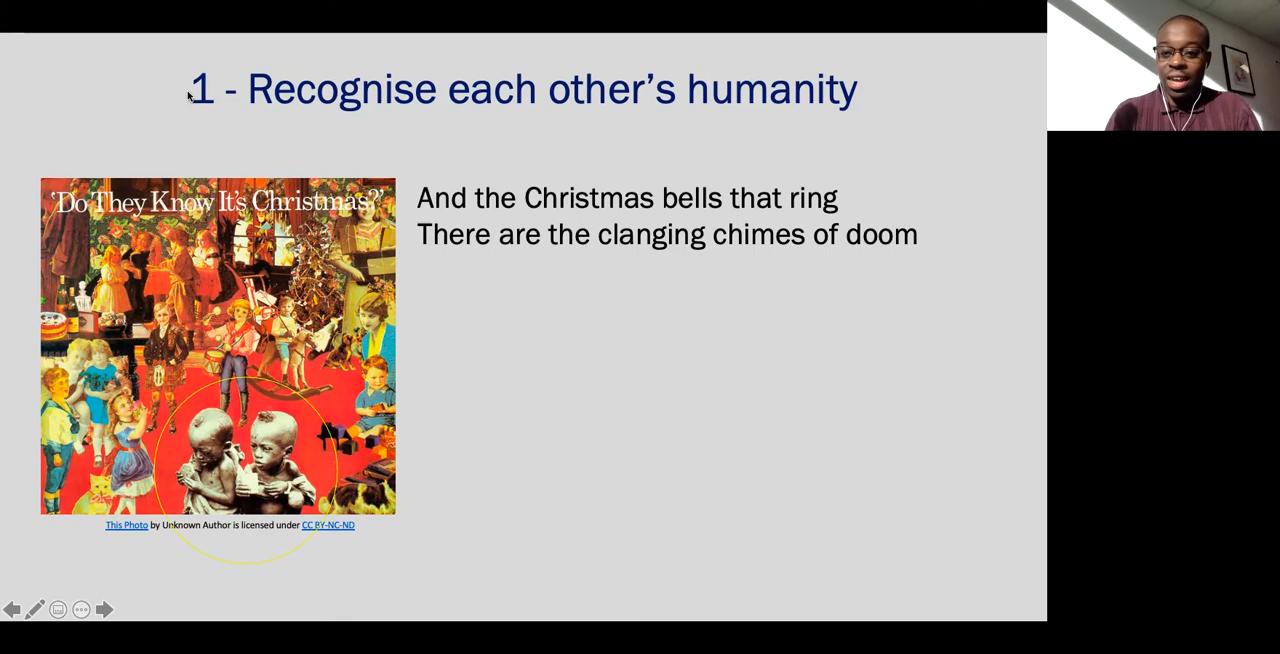 1 - Recognise each other's humanity
'Do They Know It's Christmas?'
And the Christmas bells that ring
There are the clanging chimes of doom
This Photo by Unknown Author is licensed under CC BY-NC-ND